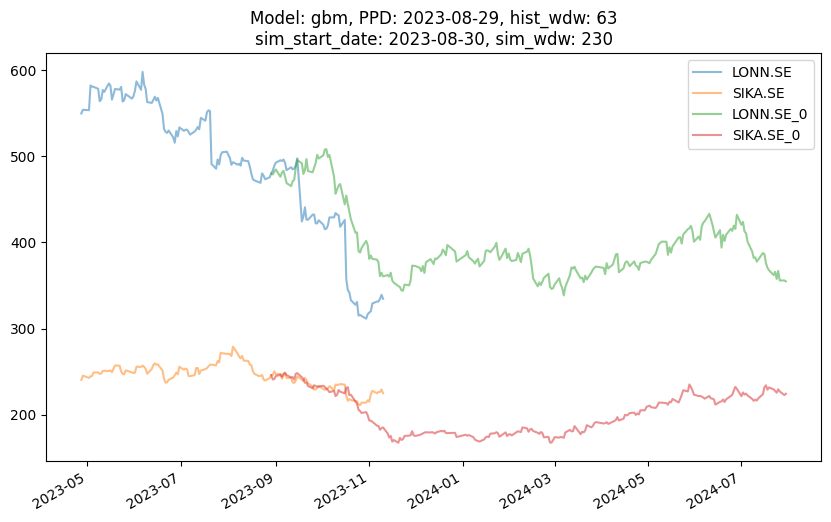 Model: gbm, PPD: 2023-08-29, hist_wdw: 63
sim_start_date: 2023-08-30, sim_wdw: 230
600
500
400
300
200
LONN.SE
SIKA.SE
LONN.SE_0
SIKA.SE_0
2023-05
2023-07
2023-09
2023-11
2024-01
2024-03
2024-05
2024-07